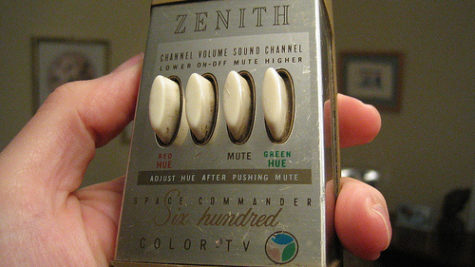 ZENITH
CHANNEL VOLUME SOUND CHANNEL
LOWER ON-OFF MUTE HIGHER
RED HUE MUTE GREEN HUE
ADJUST HUE AFTER PUSHING MUTE
SPACE COMMANDER
Six hundred
COLOR TV